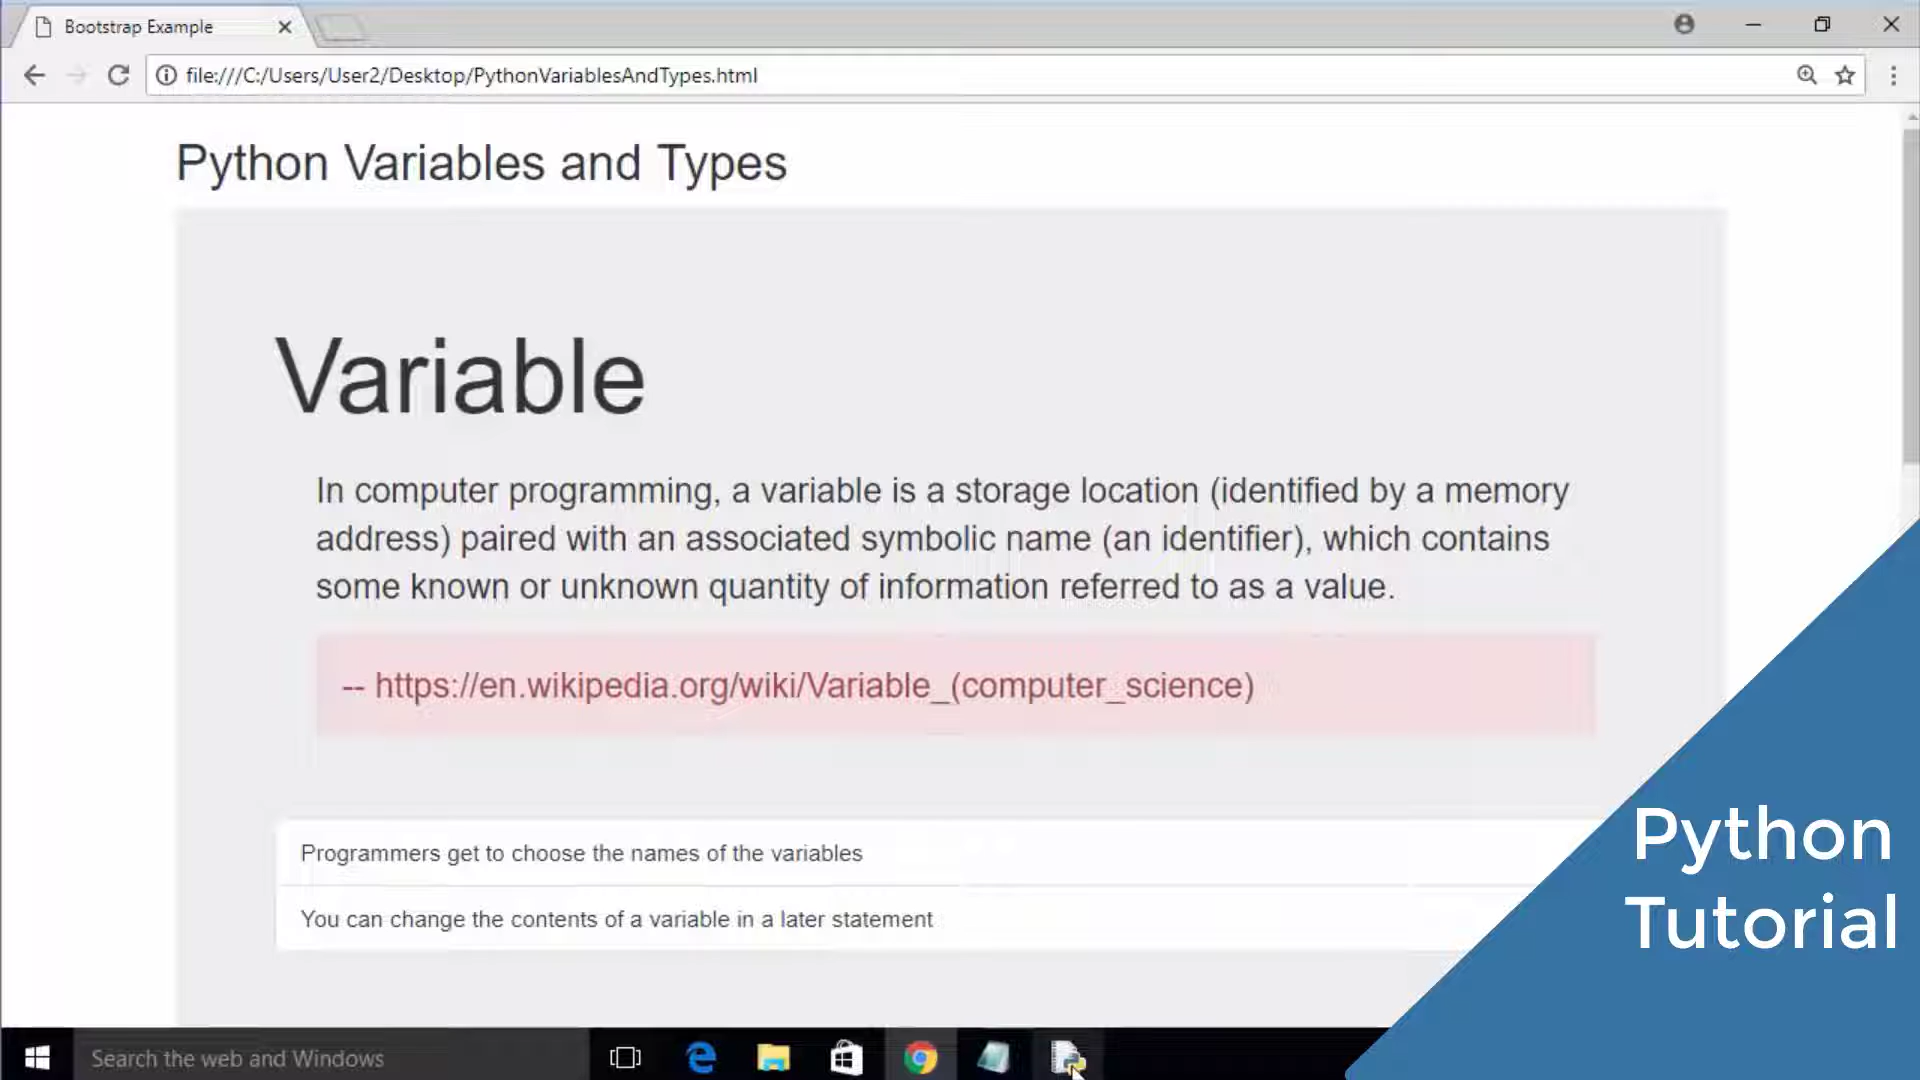 Bootstrap Example
file:///C:/Users/User2/Desktop/PythonVariablesAndTypes.html
Python Variables and Types
Variable
In computer programming, a variable is a storage location (identified by a memory
address) paired with an associated symbolic name (an identifier), which contains
some known or unknown quantity of information referred to as a value.
-- https://en.wikipedia.org/wiki/Variable_(computer_science)
Programmers get to choose the names of the variables
You can change the contents of a variable in a later statement
Python
Tutorial
Search the web and Windows